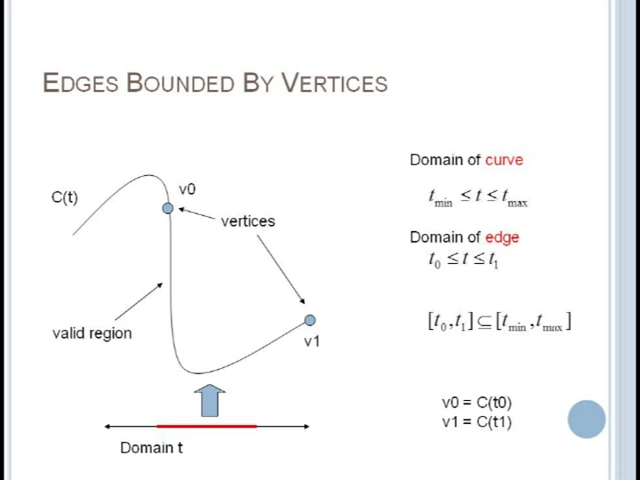 EDGES BOUNDED BY VERTICES
C(t)
v0
vertices
valid region
v1
Domain t
Domain of curve
t_min ≤ t ≤ t_max
Domain of edge
t_0 ≤ t ≤ t_1
[t_0, t_1] ⊆ [t_min, t_max]
v0 = C(t0)
v1 = C(t1)